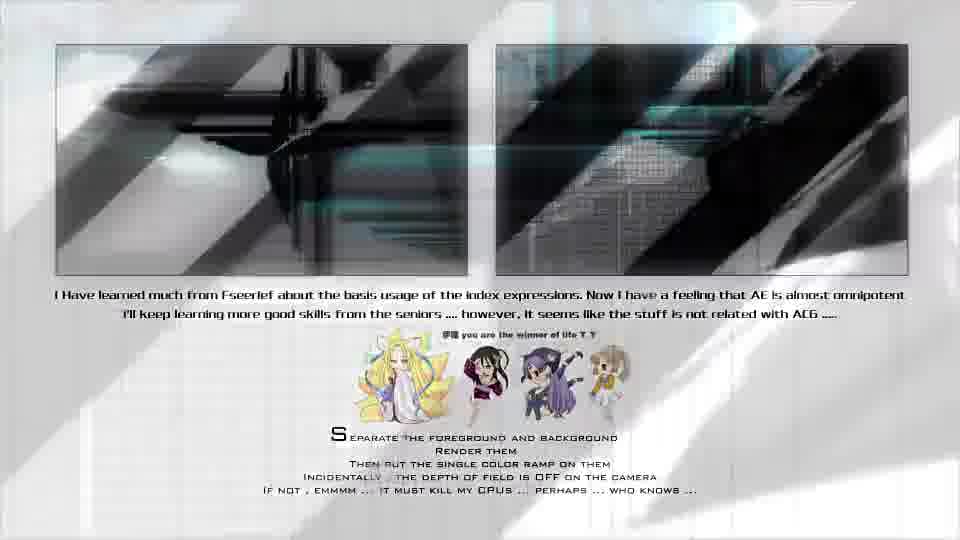 I Have learned much from Fseerlef about the basis usage of the index expressions. Now I have a feeling that AE is almost omnipotent
i'll keep learning more good skills from the seniors .... however, it seems like the stuff is not related with AC6 .....
you are the winner of life T Y
SEPARATE THE FOREGROUND AND BACKGROUND
RENDER THEM
THEN PUT THE SINGLE COLOR RAMP ON THEM
INCIDENTALLY , THE DEPTH OF FIELD IS OFF ON THE CAMERA
IF NOT , EMMMM ... IT MUST KILL MY CPUS ... PERHAPS ... WHO KNOWS ...